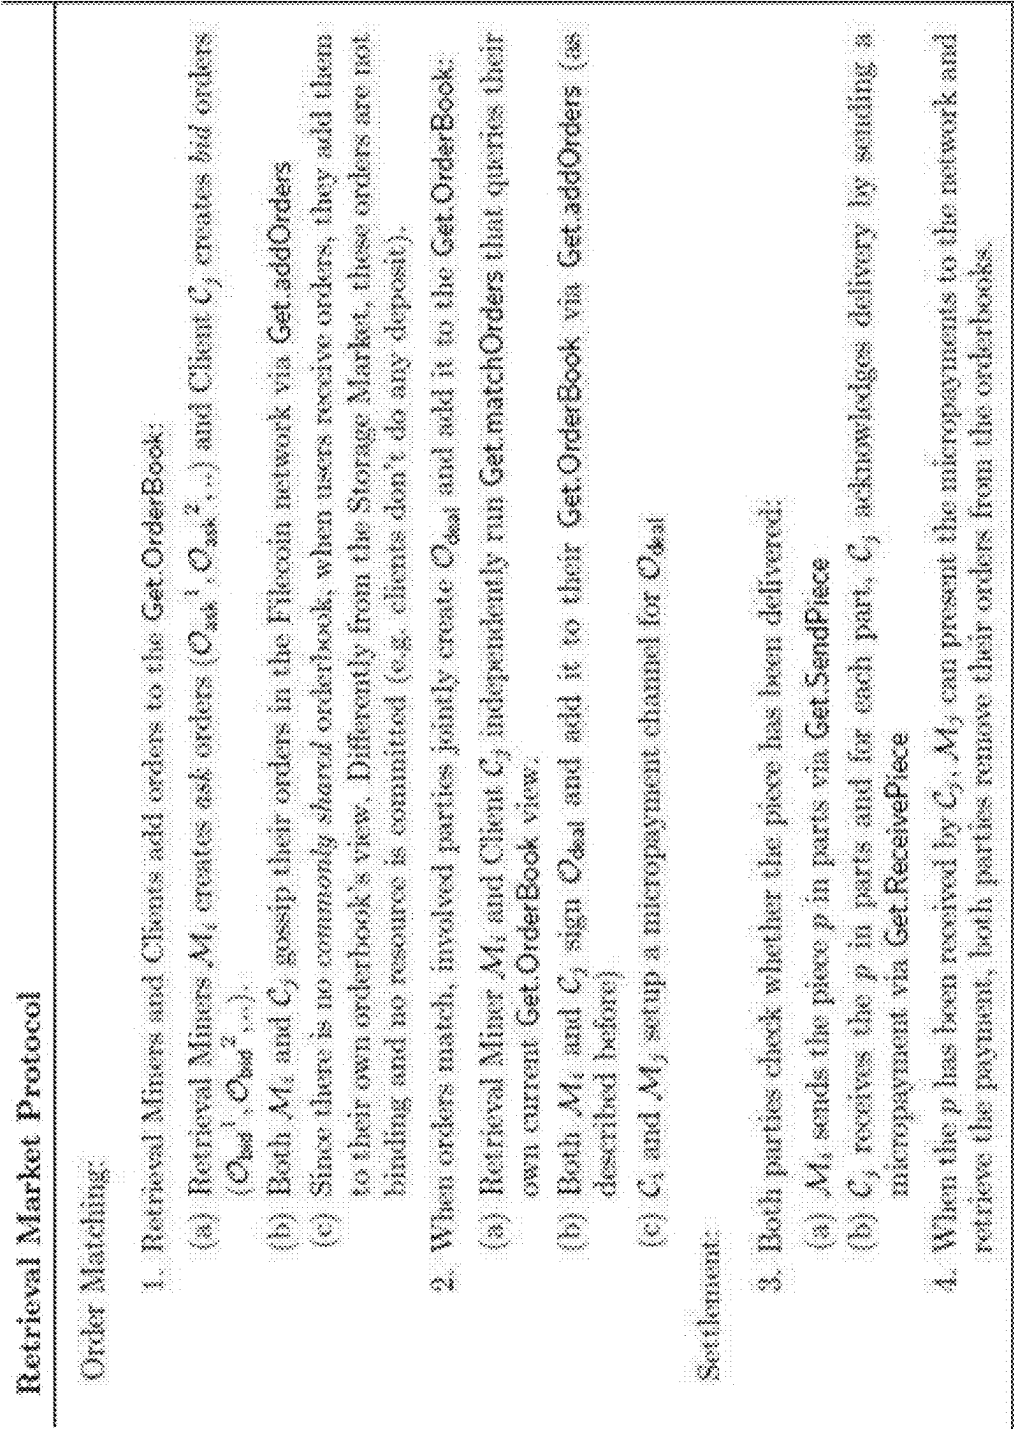 Retrieval Market Protocol
Order Matching:
1. Retrieval Miners and Clients add orders to the Get.OrderBook:
(a) Retrieval Miners 𝓜ᵢ creates ask orders (𝒪ask¹, 𝒪ask², ..) and Client 𝒞ⱼ creates bid orders
(𝒪bid¹, 𝒪bid², ...).
(b) Both 𝓜ᵢ and 𝒞ⱼ gossip their orders in the Filecoin network via Get.addOrders
(c) Since there is no commonly shared orderbook, when users receive orders, they add them
to their own orderbook's view. Differently from the Storage Market, these orders are not
binding and no resource is committed (e.g. clients don't do any deposit).
2. When orders match, involved parties jointly create 𝒪deal and add it to the Get.OrderBook:
(a) Retrieval Miner 𝓜ᵢ and Client 𝒞ⱼ independently run Get.matchOrders that queries their
own current Get.OrderBook view.
(b) Both 𝓜ᵢ and 𝒞ⱼ sign 𝒪deal and add it to their Get.OrderBook via Get.addOrders (as
described before)
(c) 𝒞ᵢ and 𝓜ⱼ setup a micropayment channel for 𝒪deal
Settlement:
3. Both parties check whether the piece has been delivered:
(a) 𝓜ᵢ sends the piece p in parts via Get.SendPiece
(b) 𝒞ⱼ receives the p in parts and for each part, 𝒞ⱼ acknowledges delivery by sending a
micropayment via Get.ReceivePiece
4. When the p has been received by 𝒞ⱼ, 𝓜ⱼ can present the micropayments to the network and
retrieve the payment, both parties remove their orders from the orderbooks.